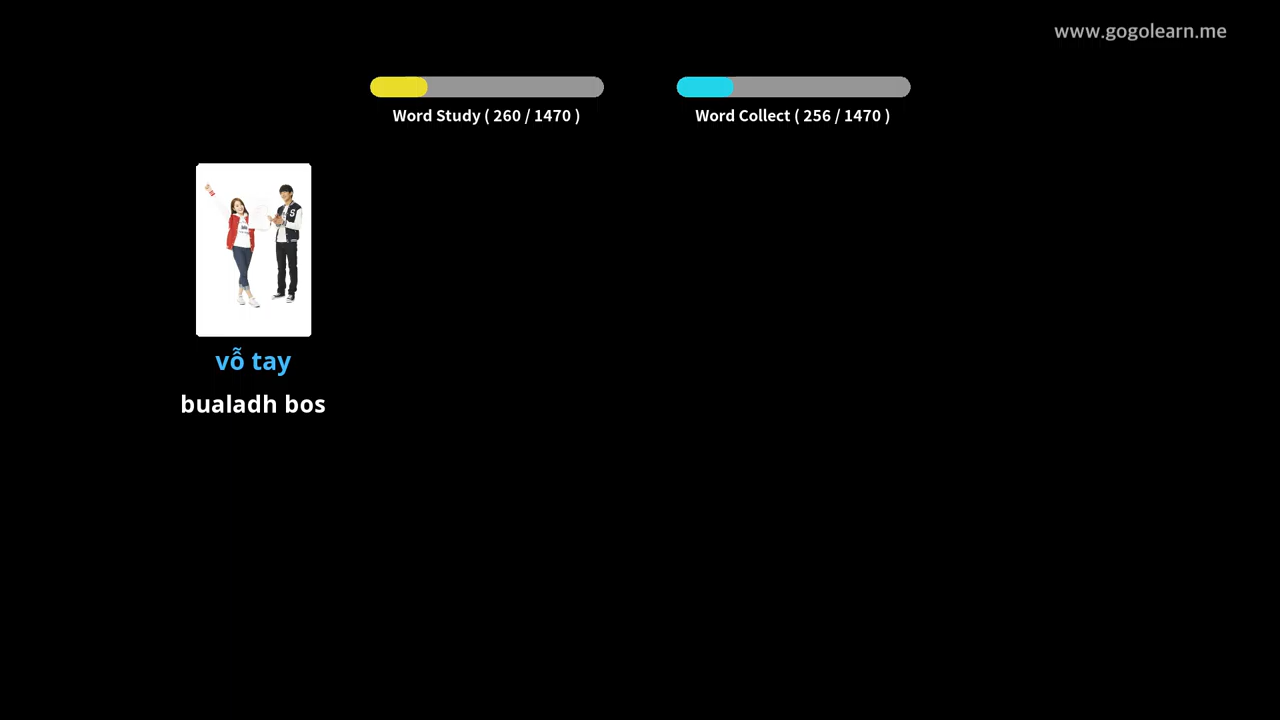 www.gogolearn.me
Word Study ( 260 / 1470 )
Word Collect ( 256 / 1470 )
vỗ tay
bualadh bos